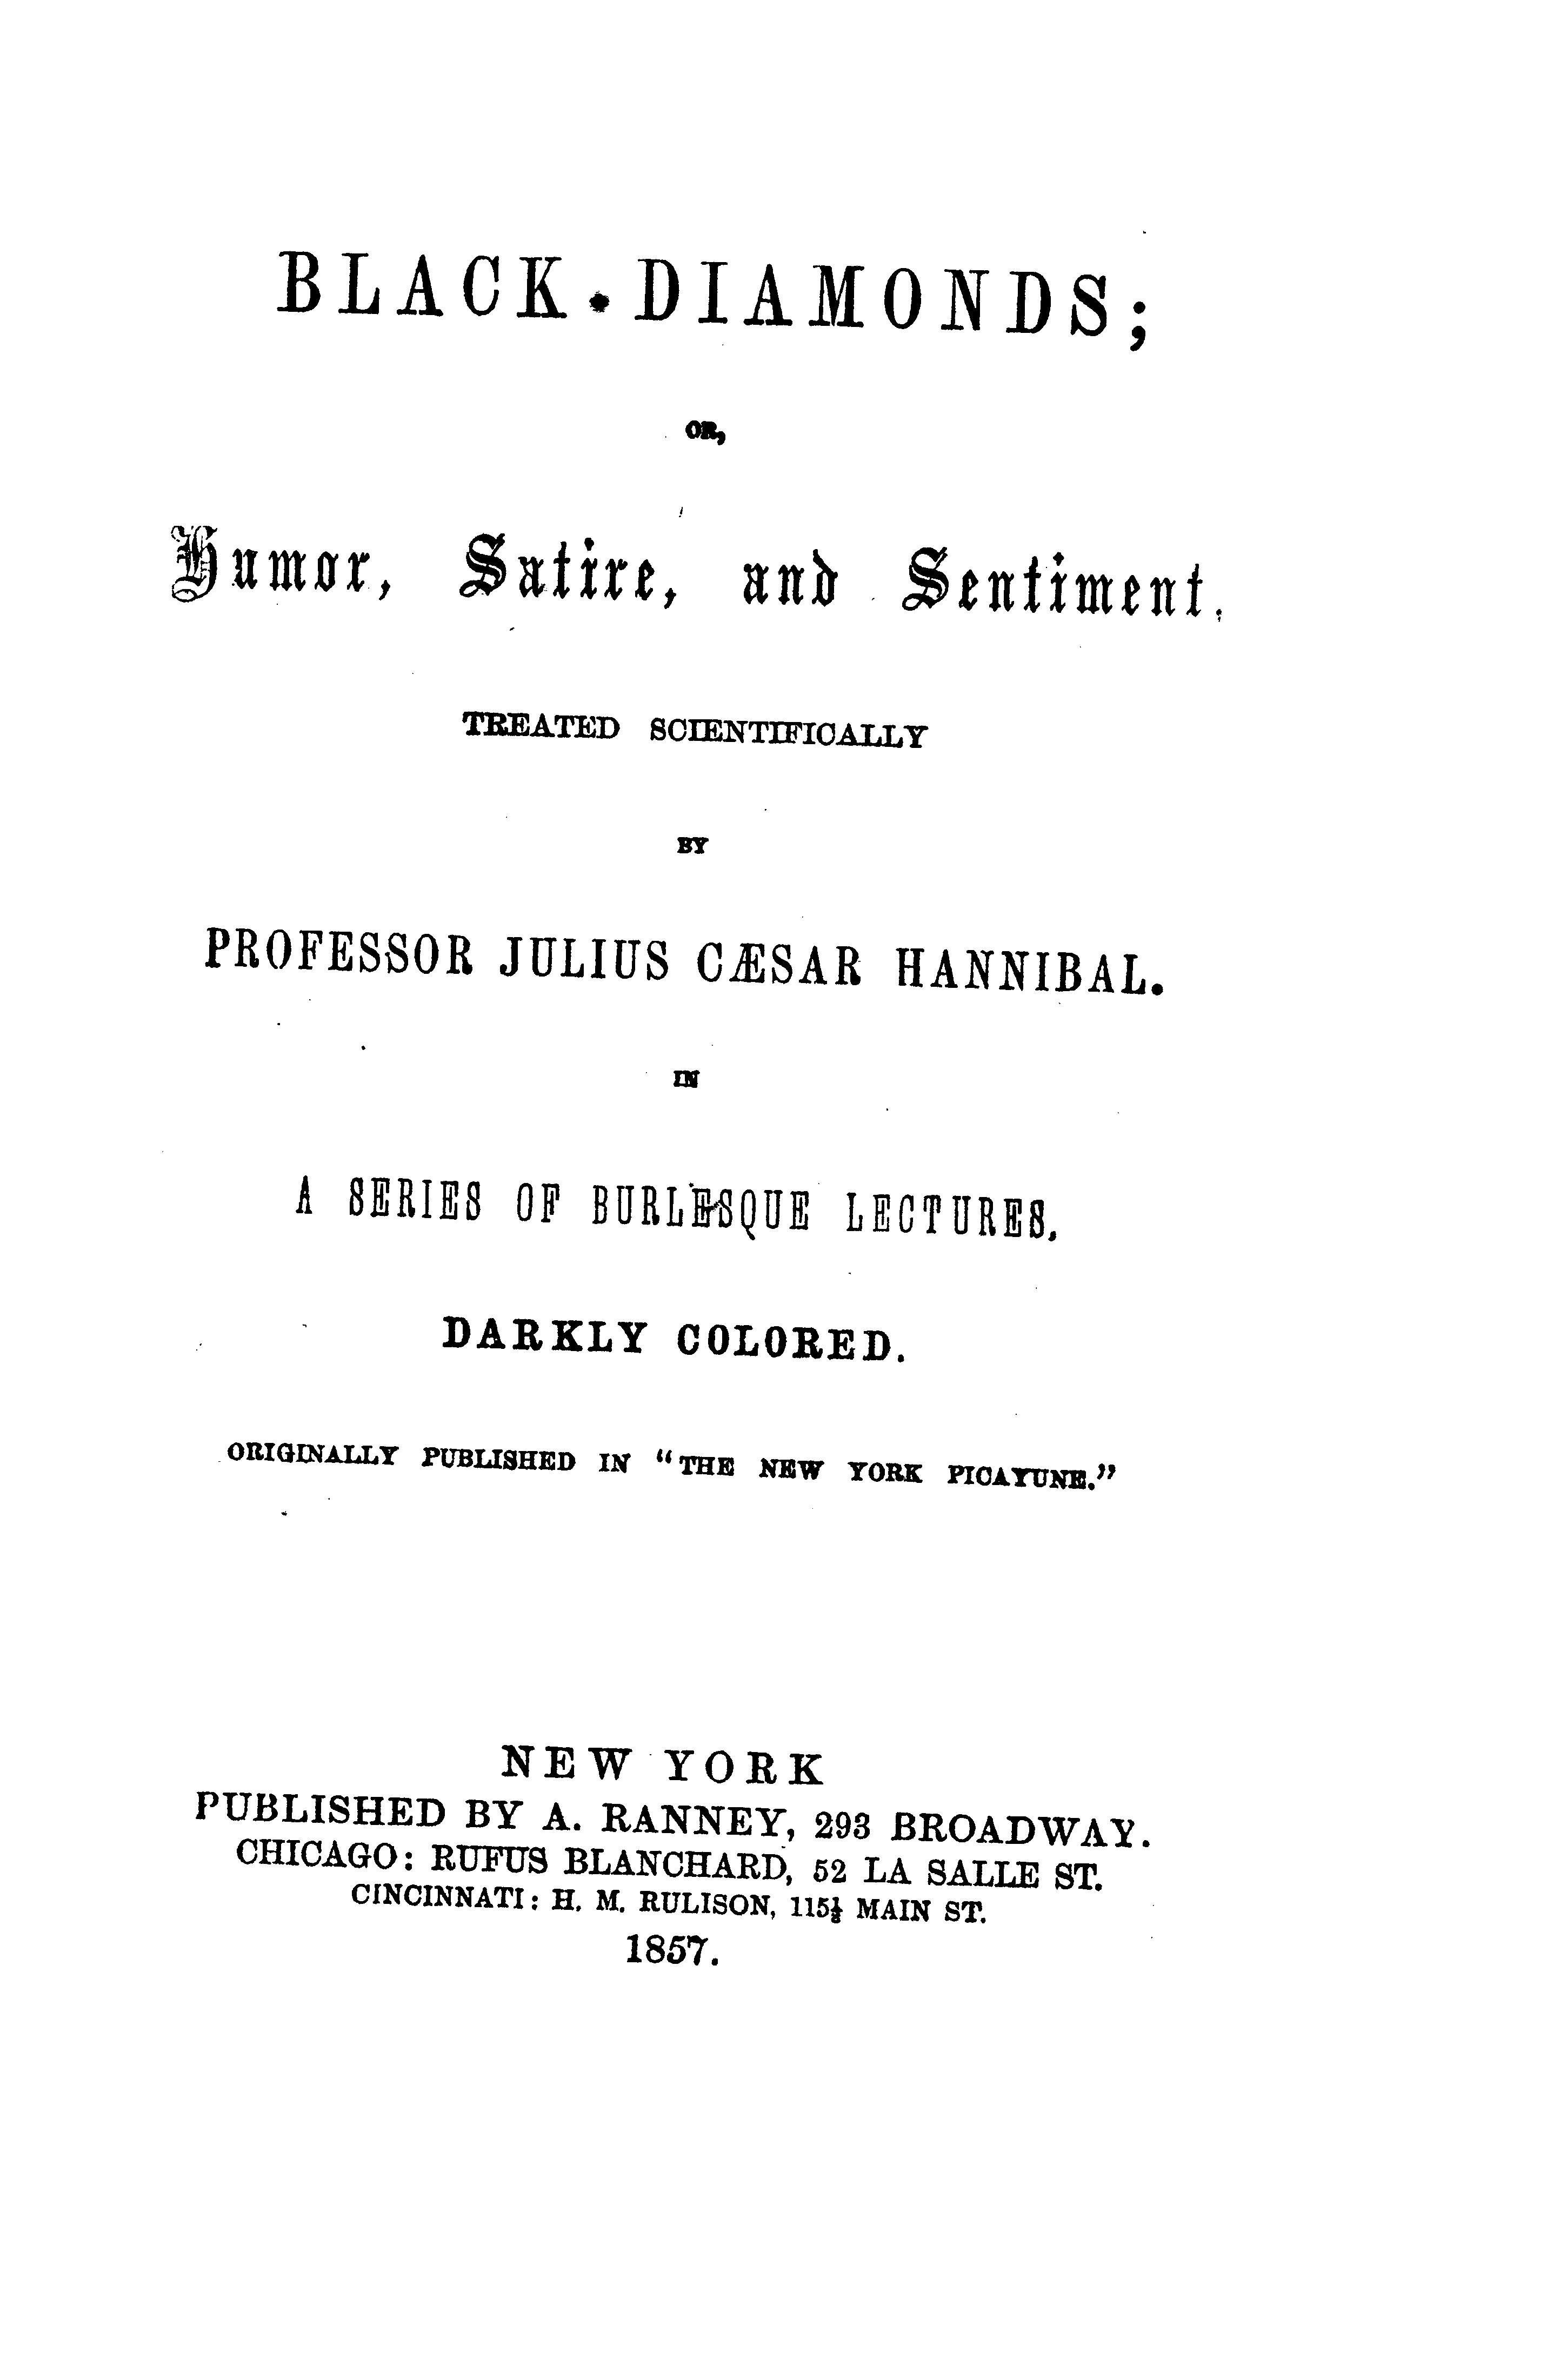 BLACK DIAMONDS;
OR,
Humor, Satire, and Sentiment,
TREATED SCIENTIFICALLY
BY
PROFESSOR JULIUS CÆSAR HANNIBAL.
IN
A SERIES OF BURLESQUE LECTURES,
DARKLY COLORED.
ORIGINALLY PUBLISHED IN "THE NEW YORK PICAYUNE."
NEW YORK
PUBLISHED BY A. RANNEY, 293 BROADWAY.
CHICAGO: RUFUS BLANCHARD, 52 LA SALLE ST.
CINCINNATI: H. M. RULISON, 115½ MAIN ST.
1857.